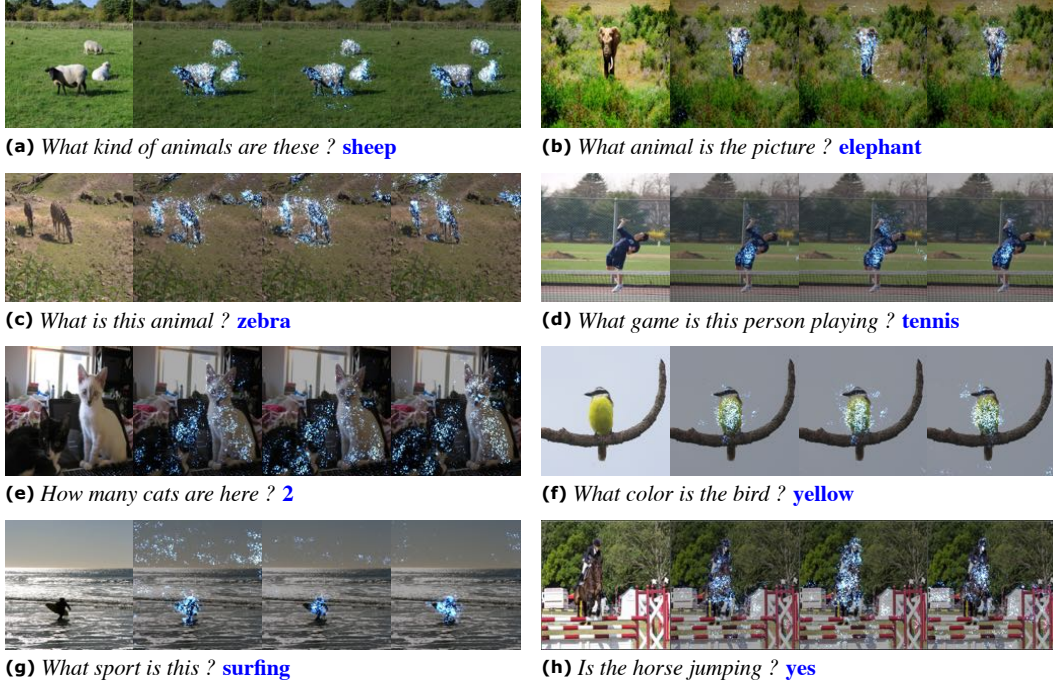 (a) What kind of animals are these ? sheep
(b) What animal is the picture ? elephant
(c) What is this animal ? zebra
(d) What game is this person playing ? tennis
(e) How many cats are here ? 2
(f) What color is the bird ? yellow
(g) What sport is this ? surfing
(h) Is the horse jumping ? yes